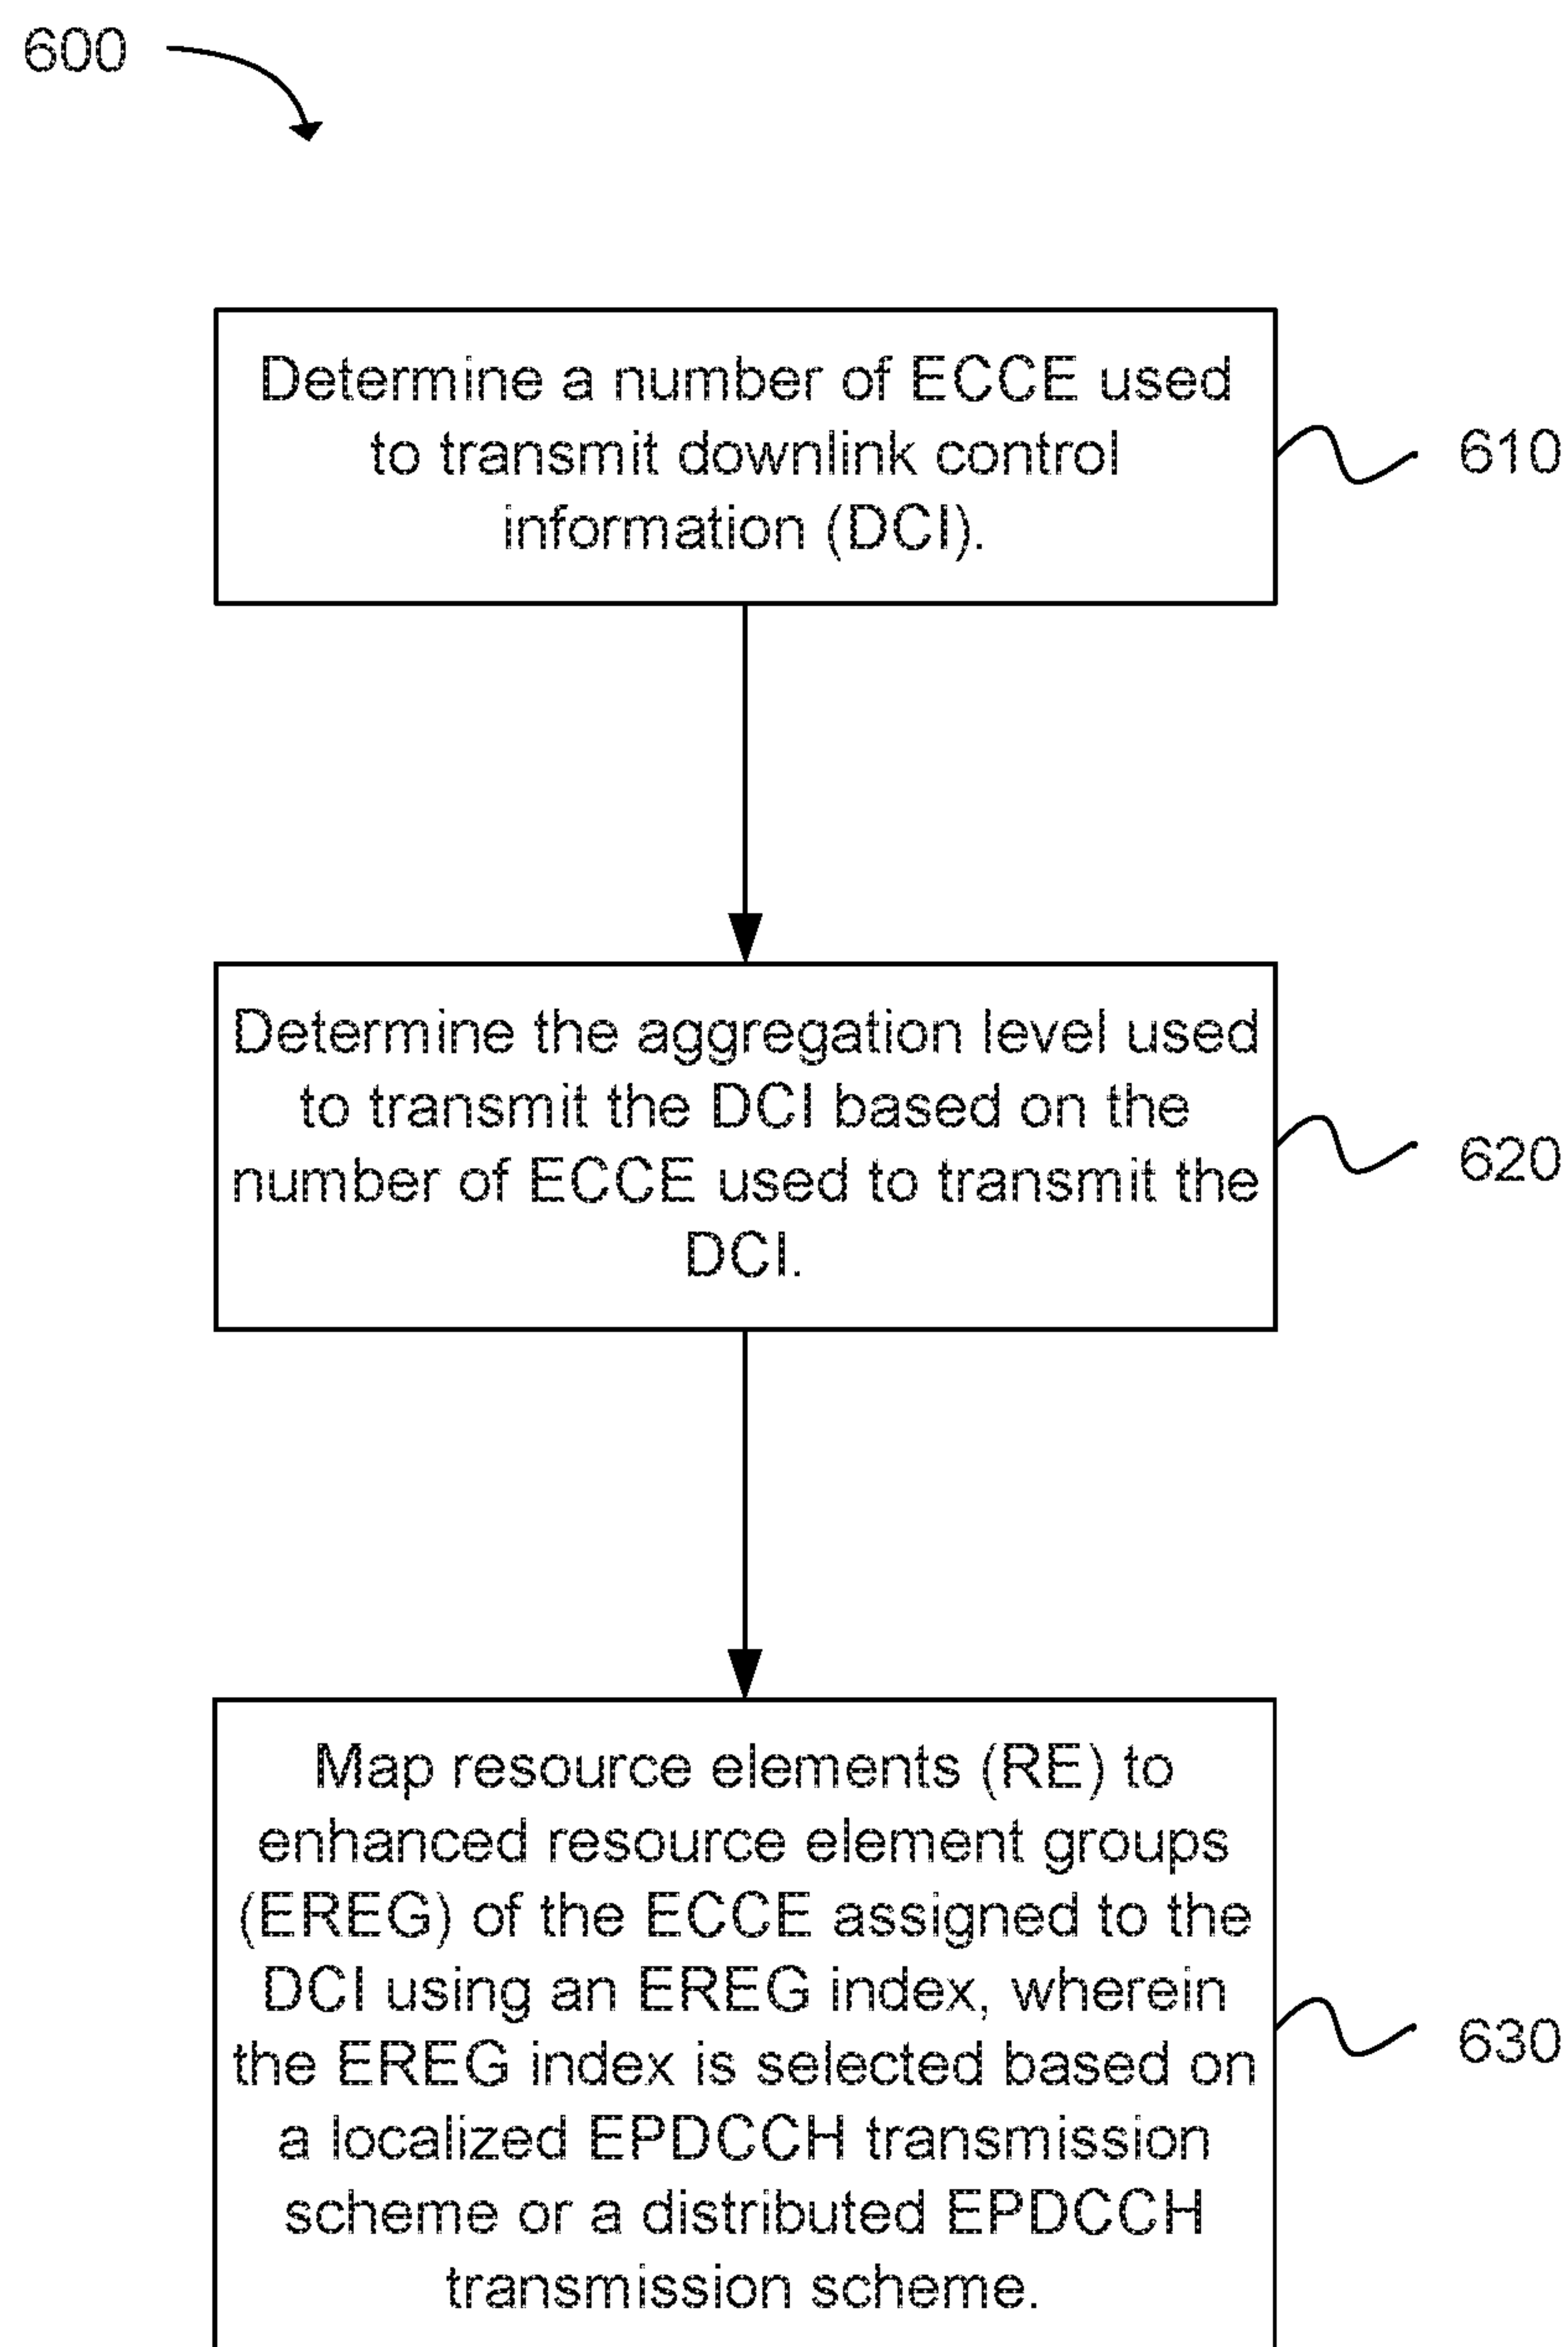 600
Determine a number of ECCE used
to transmit downlink control
information (DCI).
610
Determine the aggregation level used
to transmit the DCI based on the
number of ECCE used to transmit the
DCI.
620
Map resource elements (RE) to
enhanced resource element groups
(EREG) of the ECCE assigned to the
DCI using an EREG index, wherein
the EREG index is selected based on
a localized EPDCCH transmission
scheme or a distributed EPDCCH
transmission scheme.
630